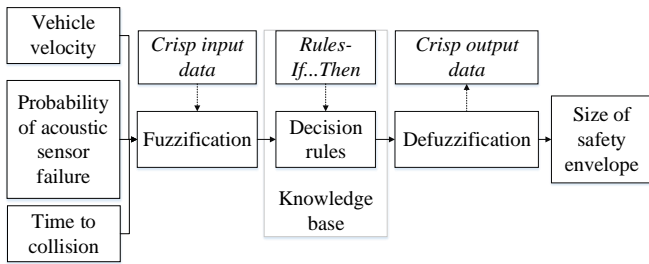 Vehicle
velocity
Probability
of acoustic
sensor
failure
Time to
collision
Crisp input
data
Fuzzification
Rules-
If...Then
Decision
rules
Knowledge
base
Crisp output
data
Defuzzification
Size of
safety
envelope